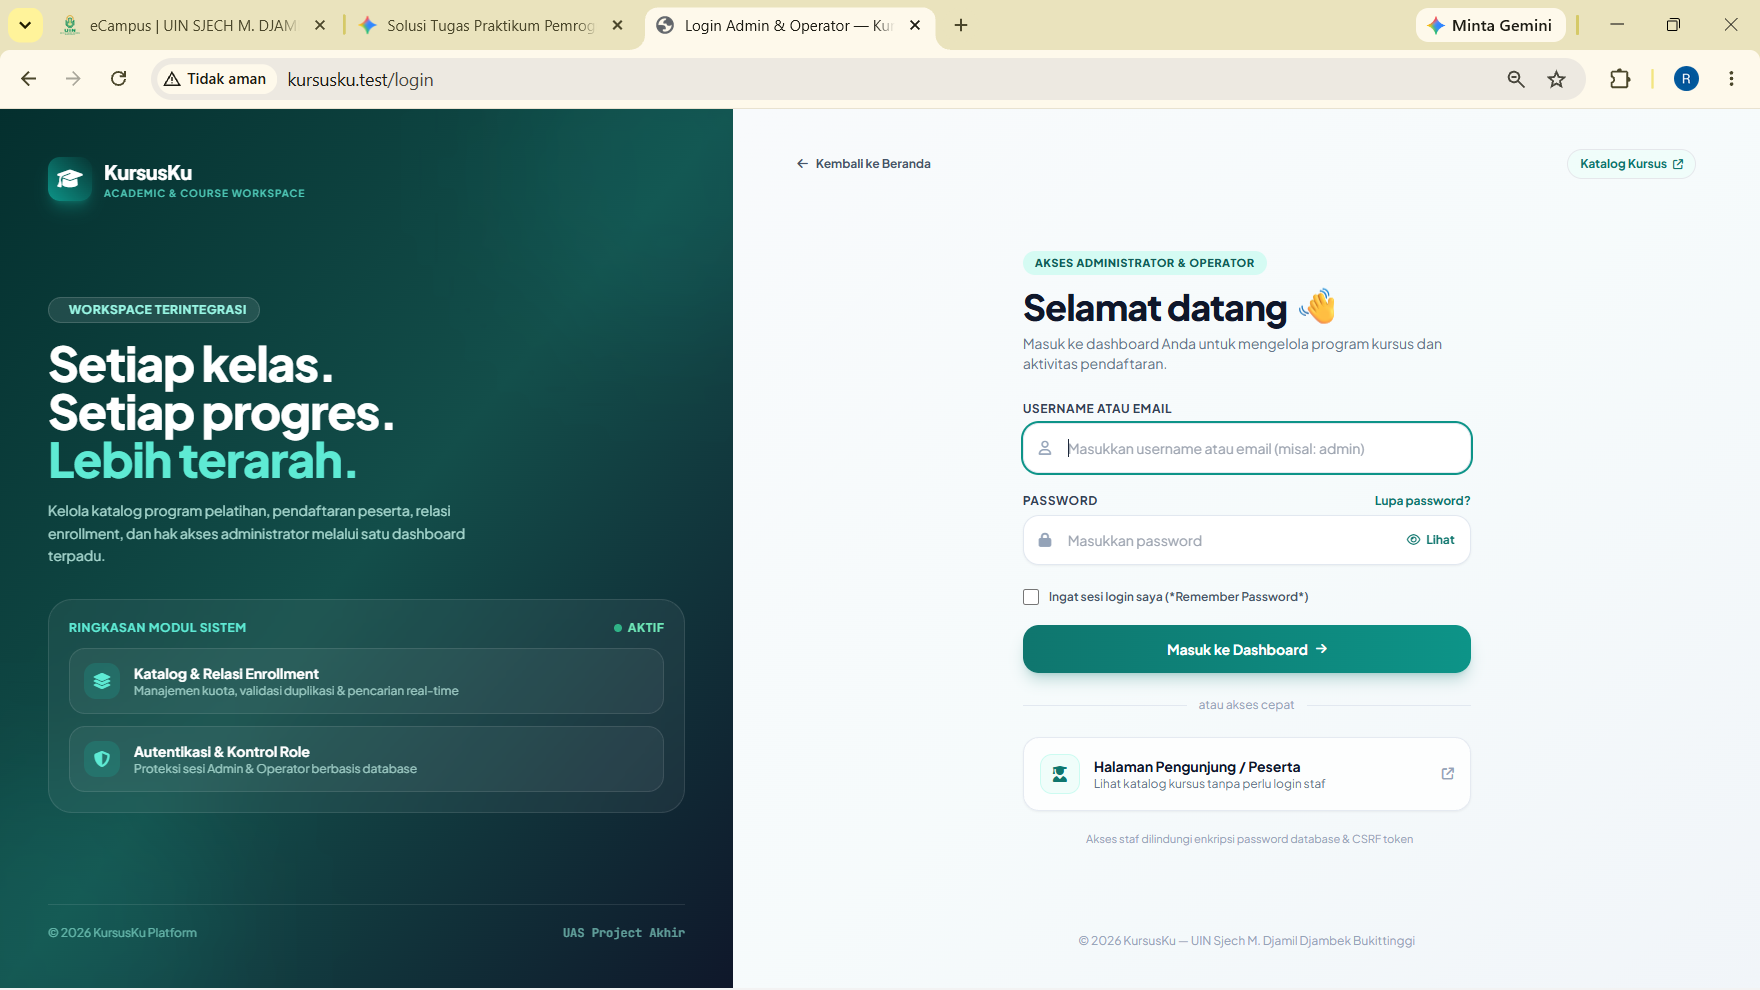 eCampus | UIN SJECH M. DJAM
Solusi Tugas Praktikum Pemrog
Login Admin & Operator — Kur
Minta Gemini
Tidak aman
kursusku.test/login
R
KursusKu
ACADEMIC & COURSE WORKSPACE
WORKSPACE TERINTEGRASI
Setiap kelas.
Setiap progres.
Lebih terarah.
Kelola katalog program pelatihan, pendaftaran peserta, relasi
enrollment, dan hak akses administrator melalui satu dashboard
terpadu.
RINGKASAN MODUL SISTEM
AKTIF
Katalog & Relasi Enrollment
Manajemen kuota, validasi duplikasi & pencarian real-time
Autentikasi & Kontrol Role
Proteksi sesi Admin & Operator berbasis database
© 2026 KursusKu Platform
UAS Project Akhir
Kembali ke Beranda
Katalog Kursus
AKSES ADMINISTRATOR & OPERATOR
Selamat datang 👋
Masuk ke dashboard Anda untuk mengelola program kursus dan
aktivitas pendaftaran.
USERNAME ATAU EMAIL
Masukkan username atau email (misal: admin)
PASSWORD
Lupa password?
Masukkan password
Lihat
Ingat sesi login saya (*Remember Password*)
Masuk ke Dashboard →
atau akses cepat
Halaman Pengunjung / Peserta
Lihat katalog kursus tanpa perlu login staf
Akses staf dilindungi enkripsi password database & CSRF token
© 2026 KursusKu — UIN Sjech M. Djamil Djambek Bukittinggi